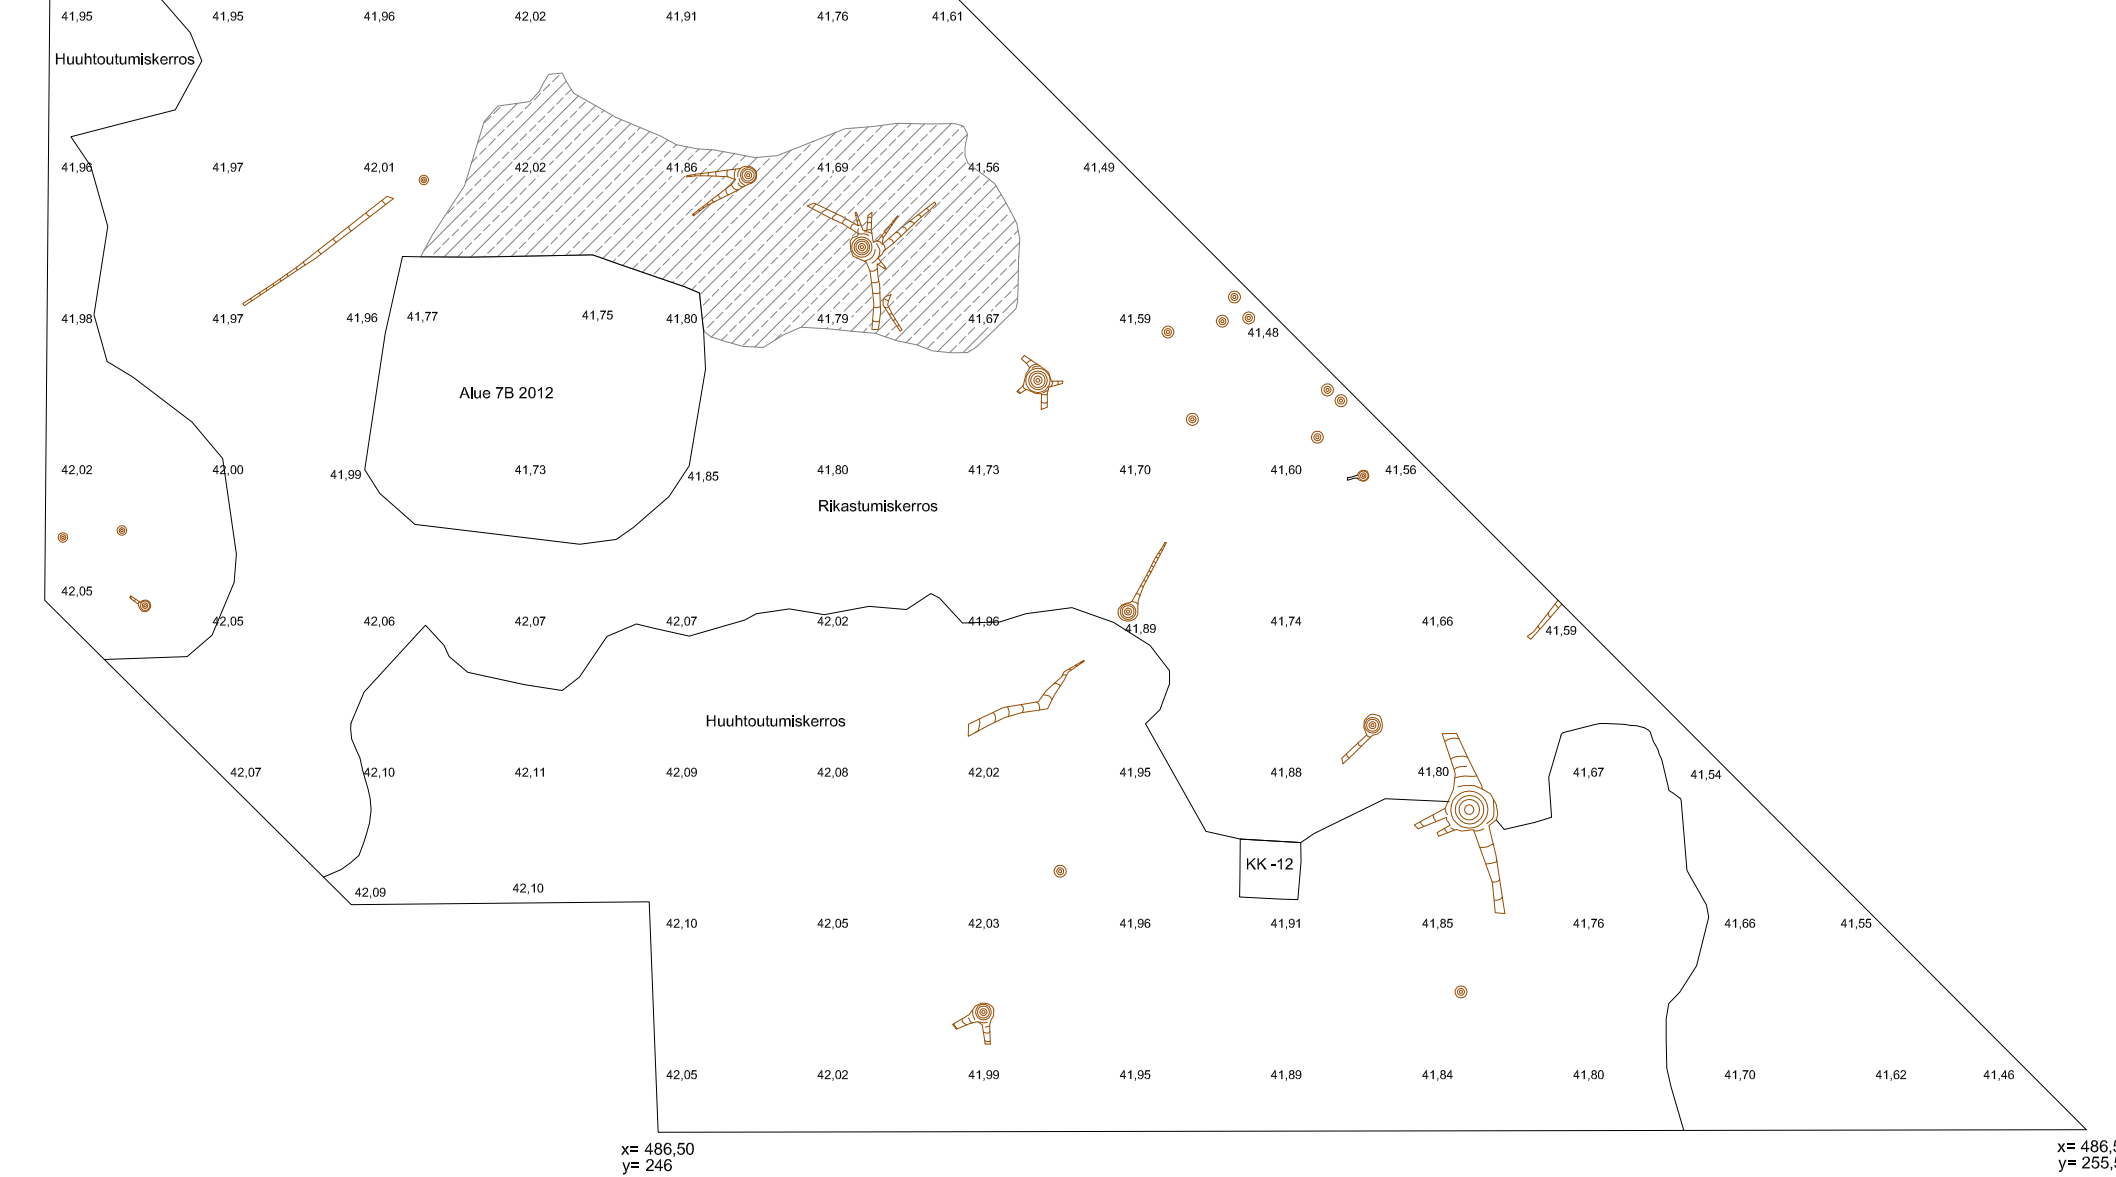 41,95 41,95 41,96 42,02 41,91 41,76 41,61
Huuhtoutumiskerros
41,96 41,97 42,01 42,02 41,86 41,69 41,56 41,49
41,98 41,97 41,96 41,77 41,75 41,80 41,79 41,67 41,59 41,48
Alue 7B 2012
42,02 42,00 41,99 41,73 41,85 41,80 41,73 41,70 41,60 41,56
Rikastumiskerros
42,05
42,05 42,06 42,07 42,07 42,02 41,96 41,89 41,74 41,66 41,59
Huuhtoutumiskerros
42,07 42,10 42,11 42,09 42,08 42,02 41,95 41,88 41,80 41,67 41,54
KK -12
42,09 42,10
42,10 42,05 42,03 41,96 41,91 41,85 41,76 41,66 41,55
42,05 42,02 41,99 41,95 41,89 41,84 41,80 41,70 41,62 41,46
x= 486,50
y= 246
x= 486,5
y= 255,5